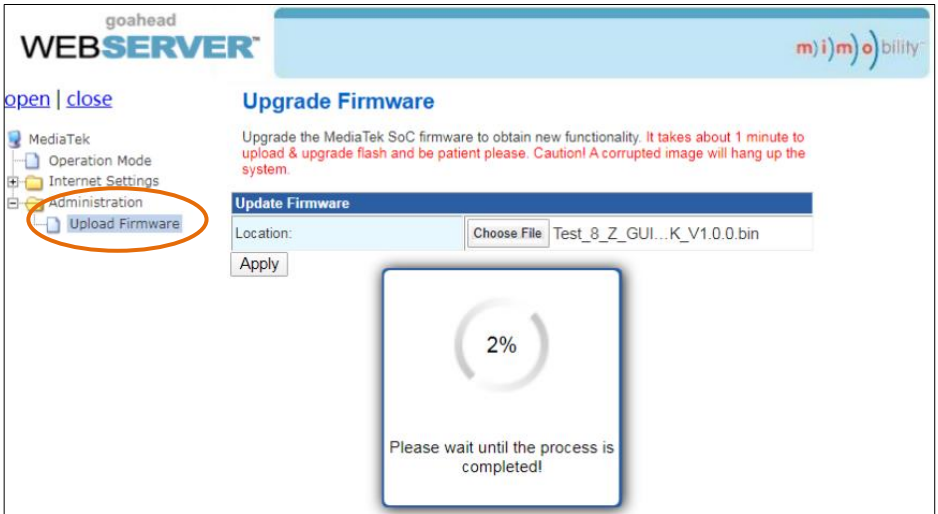 goahead
WEBSERVER™
m)i)m)o)bility™
open | close
MediaTek
Operation Mode
Internet Settings
Administration
Upload Firmware
Upgrade Firmware
Upgrade the MediaTek SoC firmware to obtain new functionality. It takes about 1 minute to
upload & upgrade flash and be patient please. Caution! A corrupted image will hang up the
system.
Update Firmware
Location:
Choose File Test_8_Z_GUI...K_V1.0.0.bin
Apply
2%
Please wait until the process is
completed!